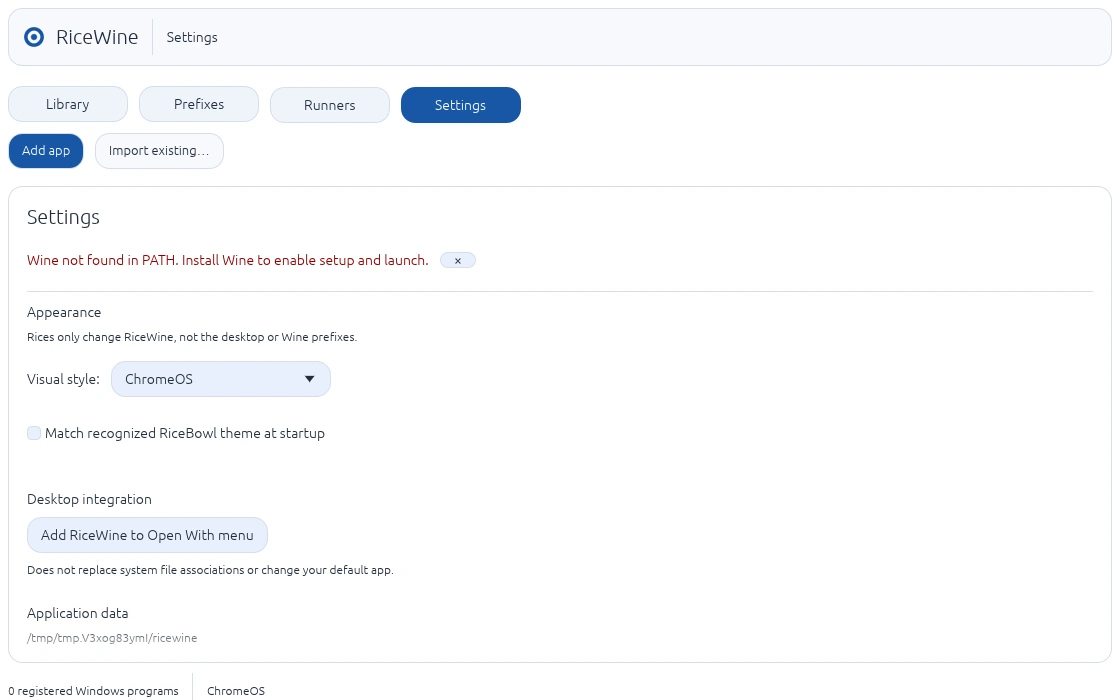 RiceWine Settings
Library Prefixes Runners Settings
Add app Import existing...
Settings
Wine not found in PATH. Install Wine to enable setup and launch. ×
Appearance
Rices only change RiceWine, not the desktop or Wine prefixes.
Visual style: ChromeOS
Match recognized RiceBowl theme at startup
Desktop integration
Add RiceWine to Open With menu
Does not replace system file associations or change your default app.
Application data
/tmp/tmp.V3xog83ymI/ricewine
0 registered Windows programs ChromeOS